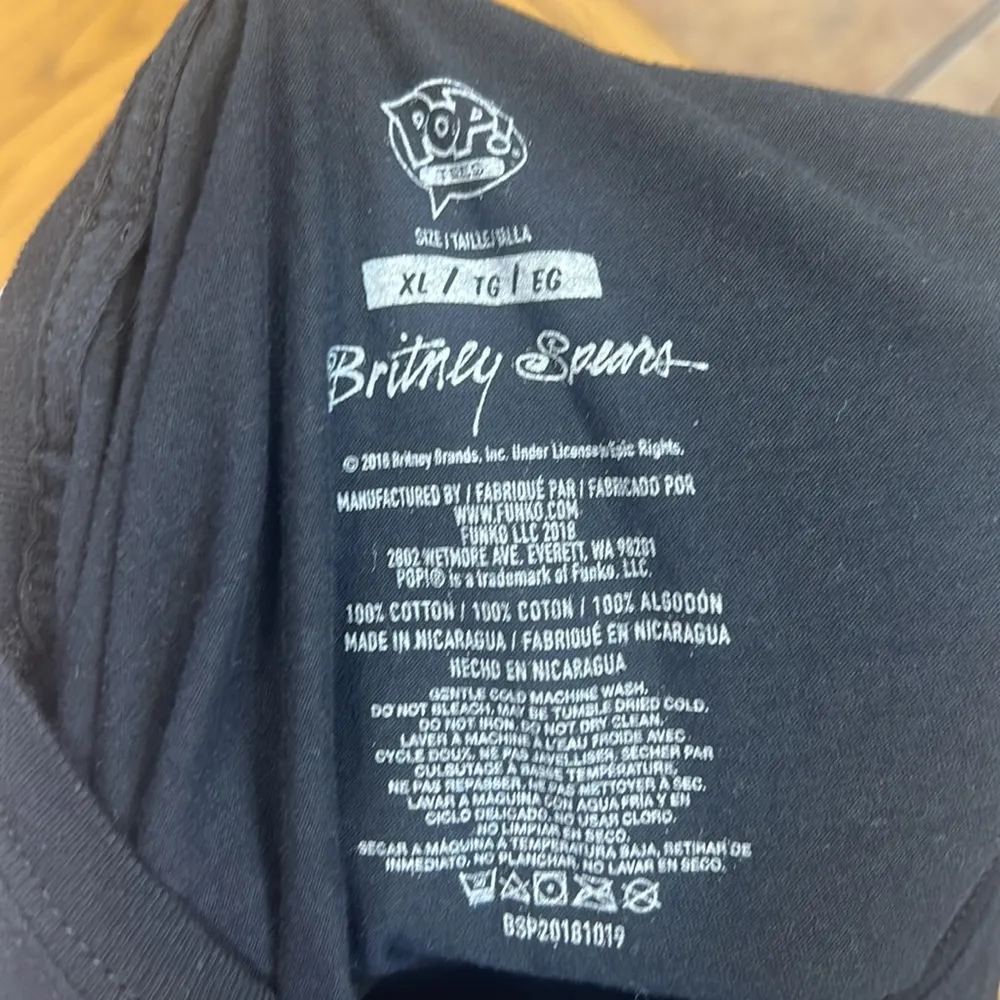 POP!
TEES
SIZE / TAILLE / TALLA
XL / TG / EG
Britney Spears
© 2018 Britney Brands, Inc. Under License Epic Rights.
MANUFACTURED BY / FABRIQUÉ PAR / FABRICADO POR
WWW.FUNKO.COM
FUNKO LLC 2018
2802 WETMORE AVE. EVERETT, WA 98201
POP!® is a trademark of Funko, LLC.
100% COTTON / 100% COTON / 100% ALGODÓN
MADE IN NICARAGUA / FABRIQUÉ EN NICARAGUA
HECHO EN NICARAGUA
GENTLE COLD MACHINE WASH.
DO NOT BLEACH, MAY BE TUMBLE DRIED COLD.
DO NOT IRON, DO NOT DRY CLEAN.
LAVER A MACHINE A L'EAU FROIDE AVEC
CYCLE DOUX, NE PAS JAVELLISER, SÉCHER PAR
CULBUTAGE À BASSE TEMPÉRATURE,
NE PAS REPASSER, NE PAS METTOYER À SEC.
LAVAR A MÁQUINA CON AGUA FRÍA Y EN
CICLO DELICADO, NO USAR CLORO,
NO LIMPIAR EN SECO.
SECAR A MÁQUINA A TEMPERATURA BAJA, RETIRAR DE
INMEDIATO, NO PLANCHAR, NO LAVAR EN SECO.
BSP20181019